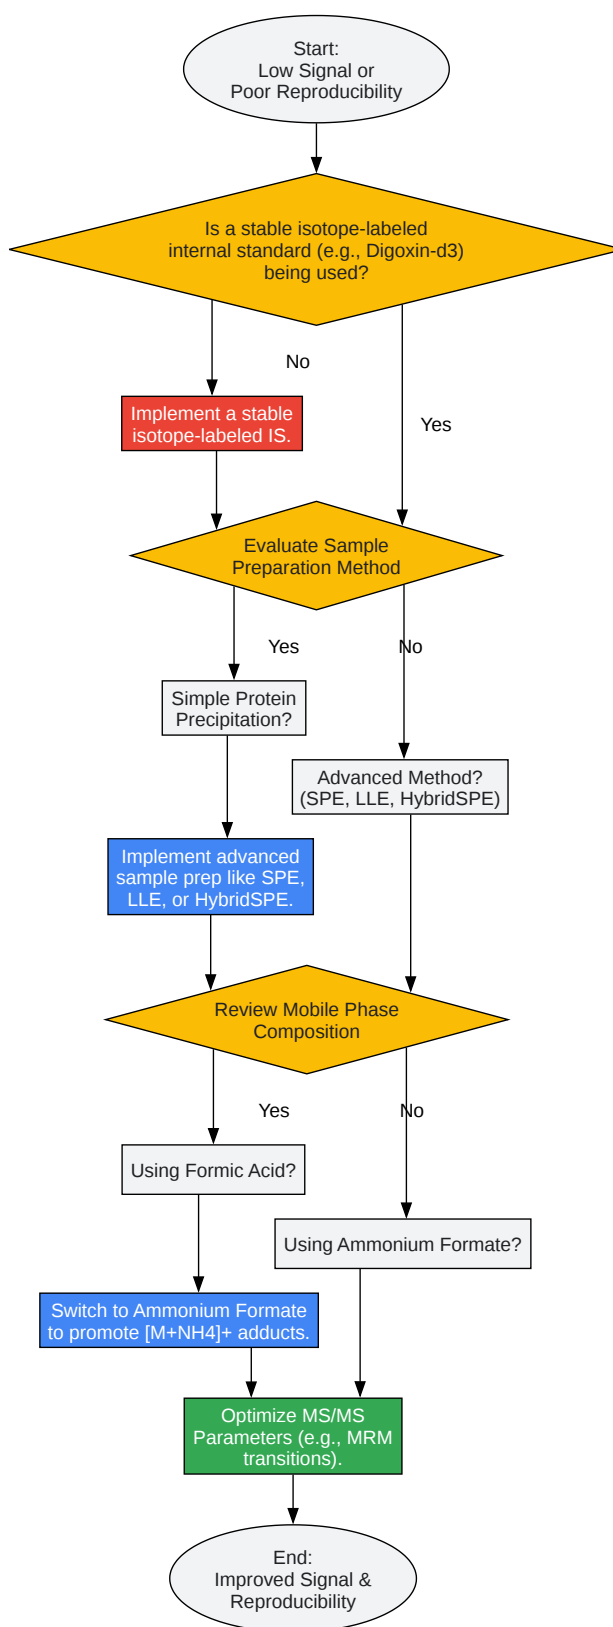 Start:
Low Signal or
Poor Reproducibility
Is a stable isotope-labeled
internal standard (e.g., Digoxin-d3)
being used?
No
Implement a stable
isotope-labeled IS.
Yes
Evaluate Sample
Preparation Method
Yes
No
Simple Protein
Precipitation?
Advanced Method?
(SPE, LLE, HybridSPE)
Implement advanced
sample prep like SPE,
LLE, or HybridSPE.
Review Mobile Phase
Composition
Yes
No
Using Formic Acid?
Using Ammonium Formate?
Switch to Ammonium Formate
to promote [M+NH4]+ adducts.
Optimize MS/MS
Parameters (e.g., MRM
transitions).
End:
Improved Signal &
Reproducibility